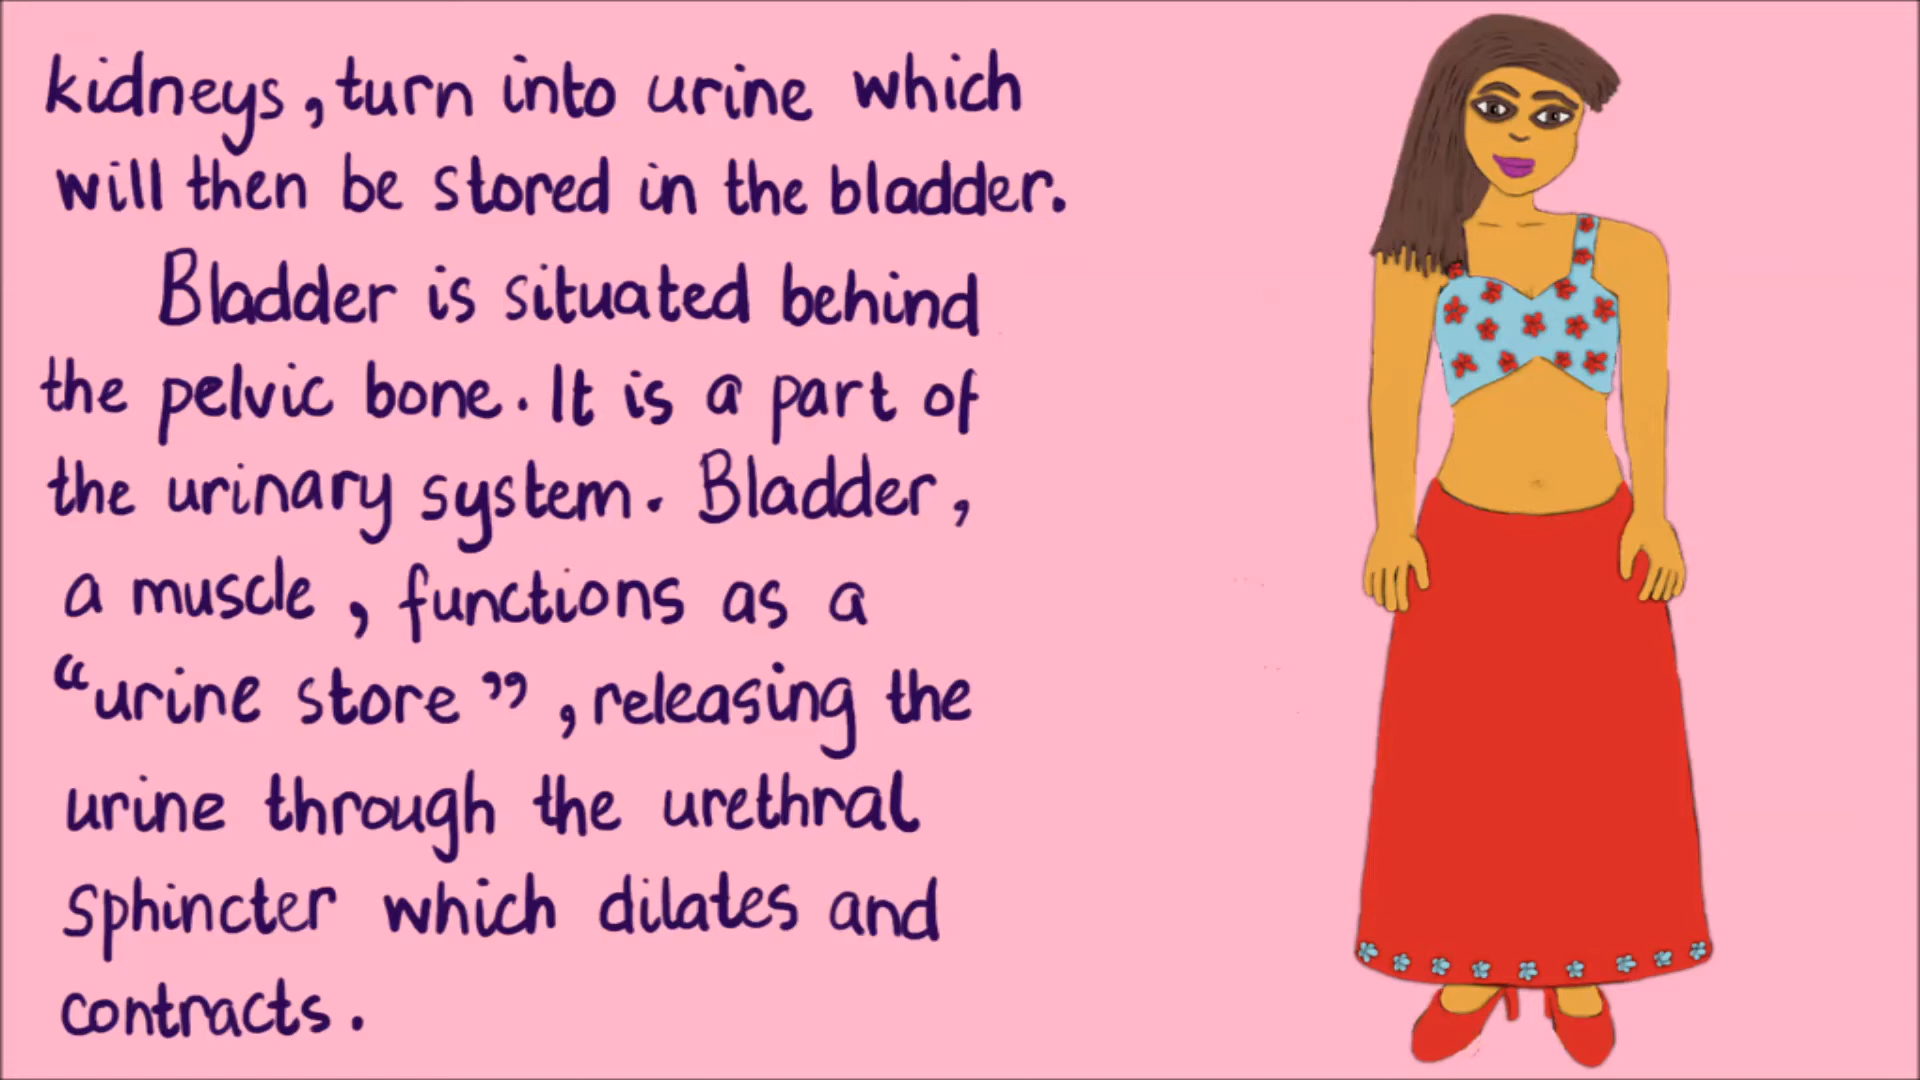 kidneys, turn into urine which
will then be stored in the bladder.
Bladder is situated behind
the pelvic bone. It is a part of
the urinary system. Bladder,
a muscle, functions as a
“urine store”, releasing the
urine through the urethral
sphincter which dilates and
contracts.